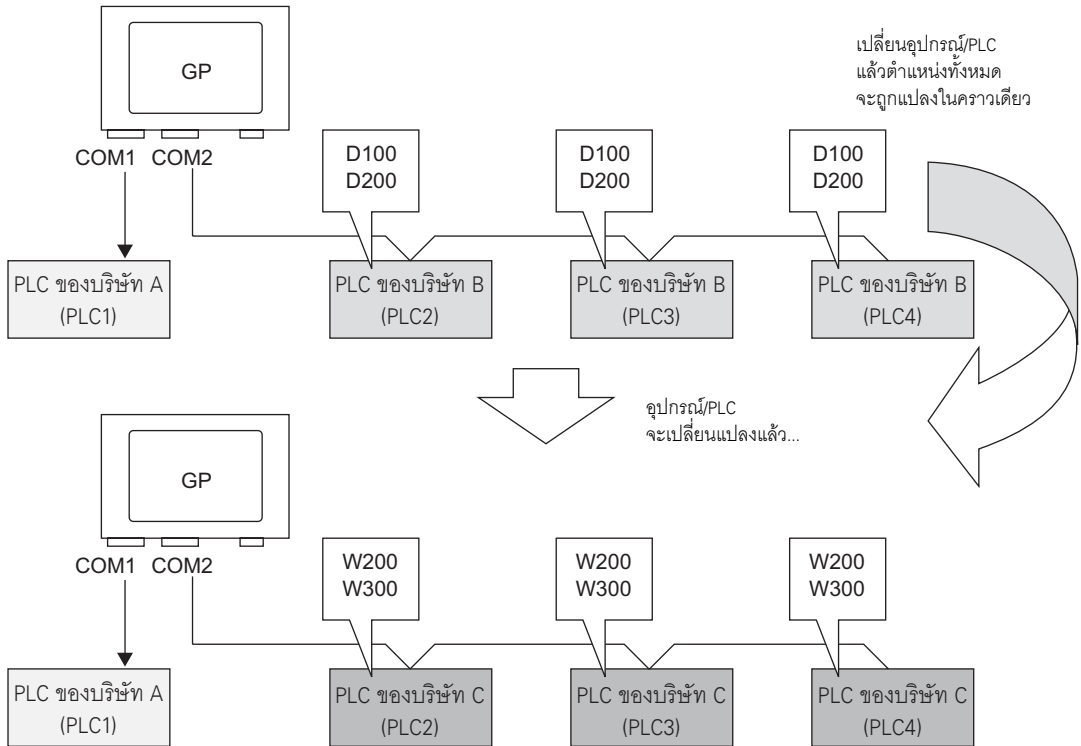 GP
เปลี่ยนอุปกรณ์/PLC
แล้วตำแหน่งทั้งหมด
จะถูกแปลงในคราวเดียว
COM1 COM2
D100
D200
D100
D200
D100
D200
PLC ของบริษัท A
(PLC1)
PLC ของบริษัท B
(PLC2)
PLC ของบริษัท B
(PLC3)
PLC ของบริษัท B
(PLC4)
อุปกรณ์/PLC
จะเปลี่ยนแปลงแล้ว...
GP
COM1 COM2
W200
W300
W200
W300
W200
W300
PLC ของบริษัท A
(PLC1)
PLC ของบริษัท C
(PLC2)
PLC ของบริษัท C
(PLC3)
PLC ของบริษัท C
(PLC4)